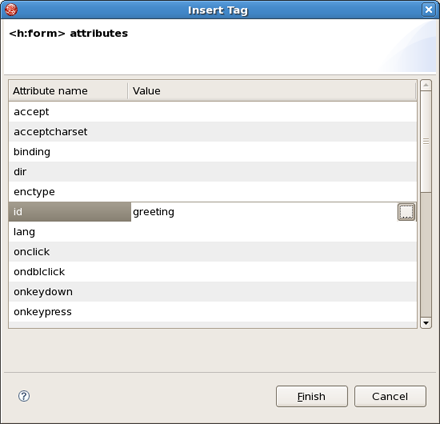 Insert Tag
<h:form> attributes
Attribute name Value
accept
acceptcharset
binding
dir
enctype
id greeting ...
lang
onclick
ondblclick
onkeydown
onkeypress
? Finish Cancel